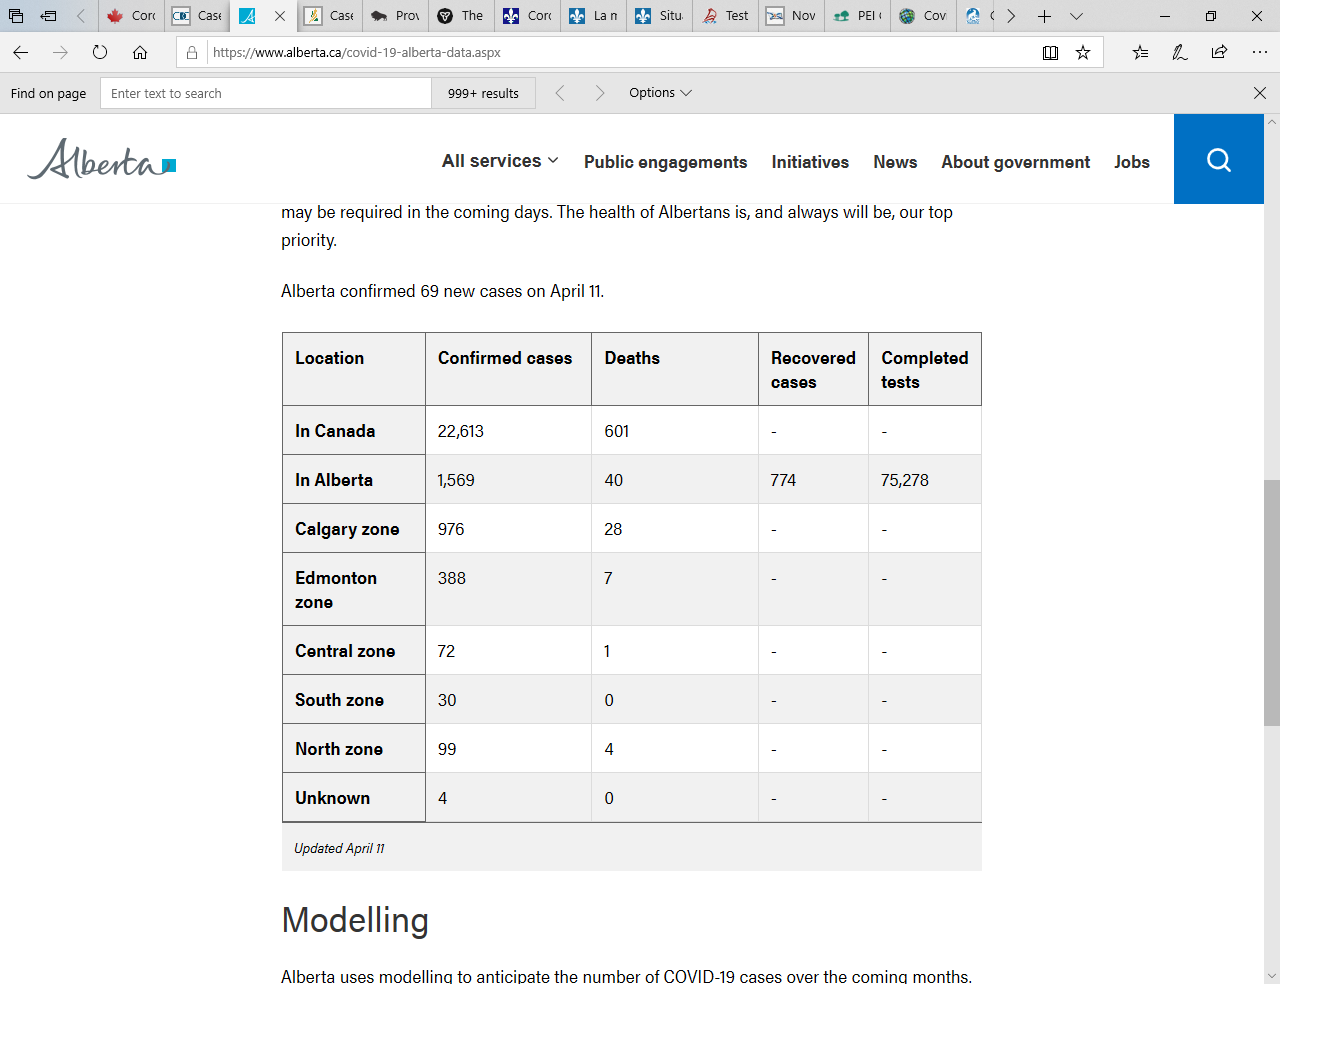 Core
Case
Case
Prov
The
Core
La m
Situ
Test
Nov
PEI
Cov
https://www.alberta.ca/covid-19-alberta-data.aspx
Find on page Enter text to search 999+ results Options
Alberta
All services Public engagements Initiatives News About government Jobs
may be required in the coming days. The health of Albertans is, and always will be, our top
priority.
Alberta confirmed 69 new cases on April 11.
Location Confirmed cases Deaths Recovered cases Completed tests
In Canada 22,613 601 - -
In Alberta 1,569 40 774 75,278
Calgary zone 976 28 - -
Edmonton zone 388 7 - -
Central zone 72 1 - -
South zone 30 0 - -
North zone 99 4 - -
Unknown 4 0 - -
Updated April 11
Modelling
Alberta uses modelling to anticipate the number of COVID-19 cases over the coming months.